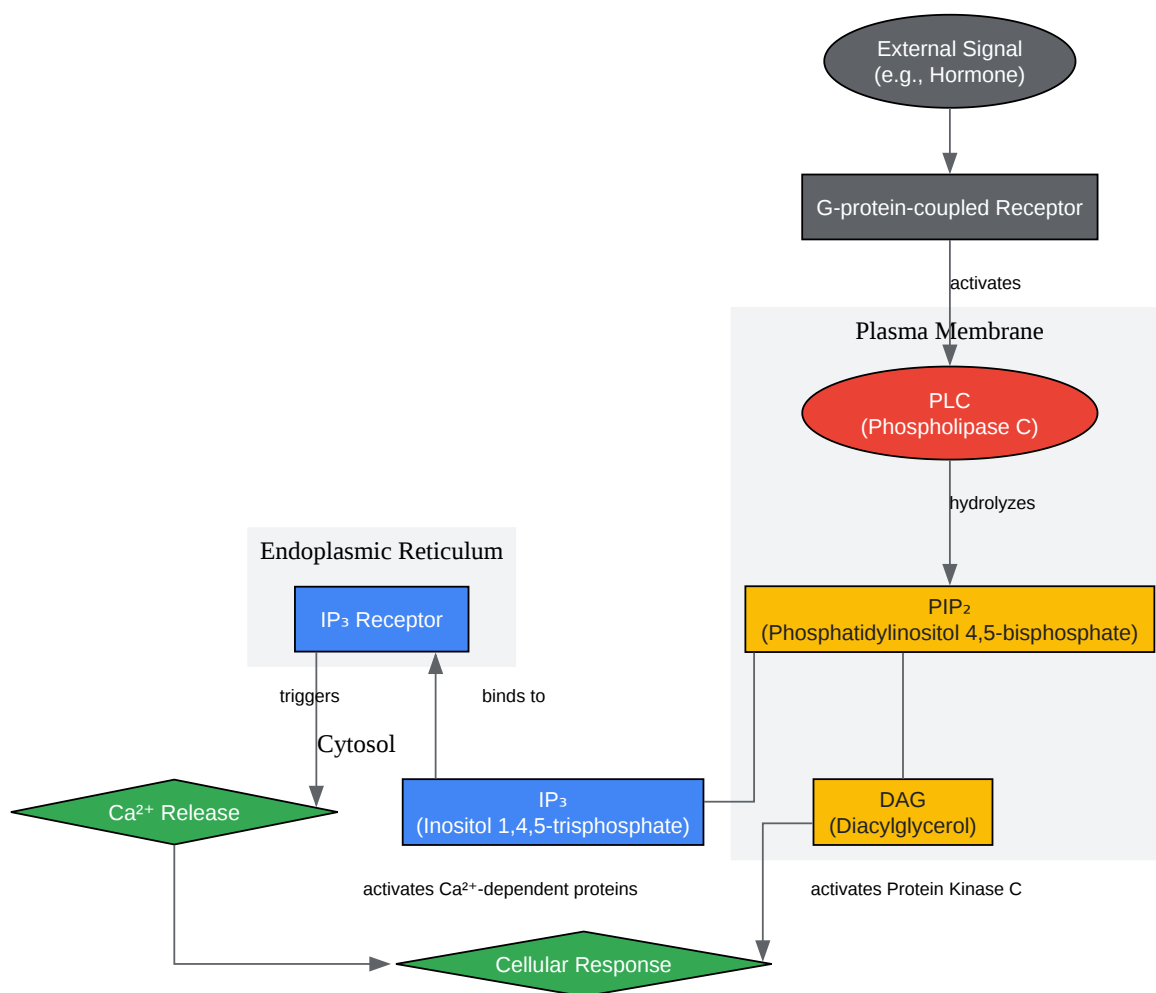 External Signal
(e.g., Hormone)
G-protein-coupled Receptor
activates
Plasma Membrane
PLC
(Phospholipase C)
hydrolyzes
Endoplasmic Reticulum
IP₃ Receptor
PIP₂
(Phosphatidylinositol 4,5-bisphosphate)
triggers
binds to
Cytosol
Ca²⁺ Release
IP₃
(Inositol 1,4,5-trisphosphate)
DAG
(Diacylglycerol)
activates Ca²⁺-dependent proteins
activates Protein Kinase C
Cellular Response